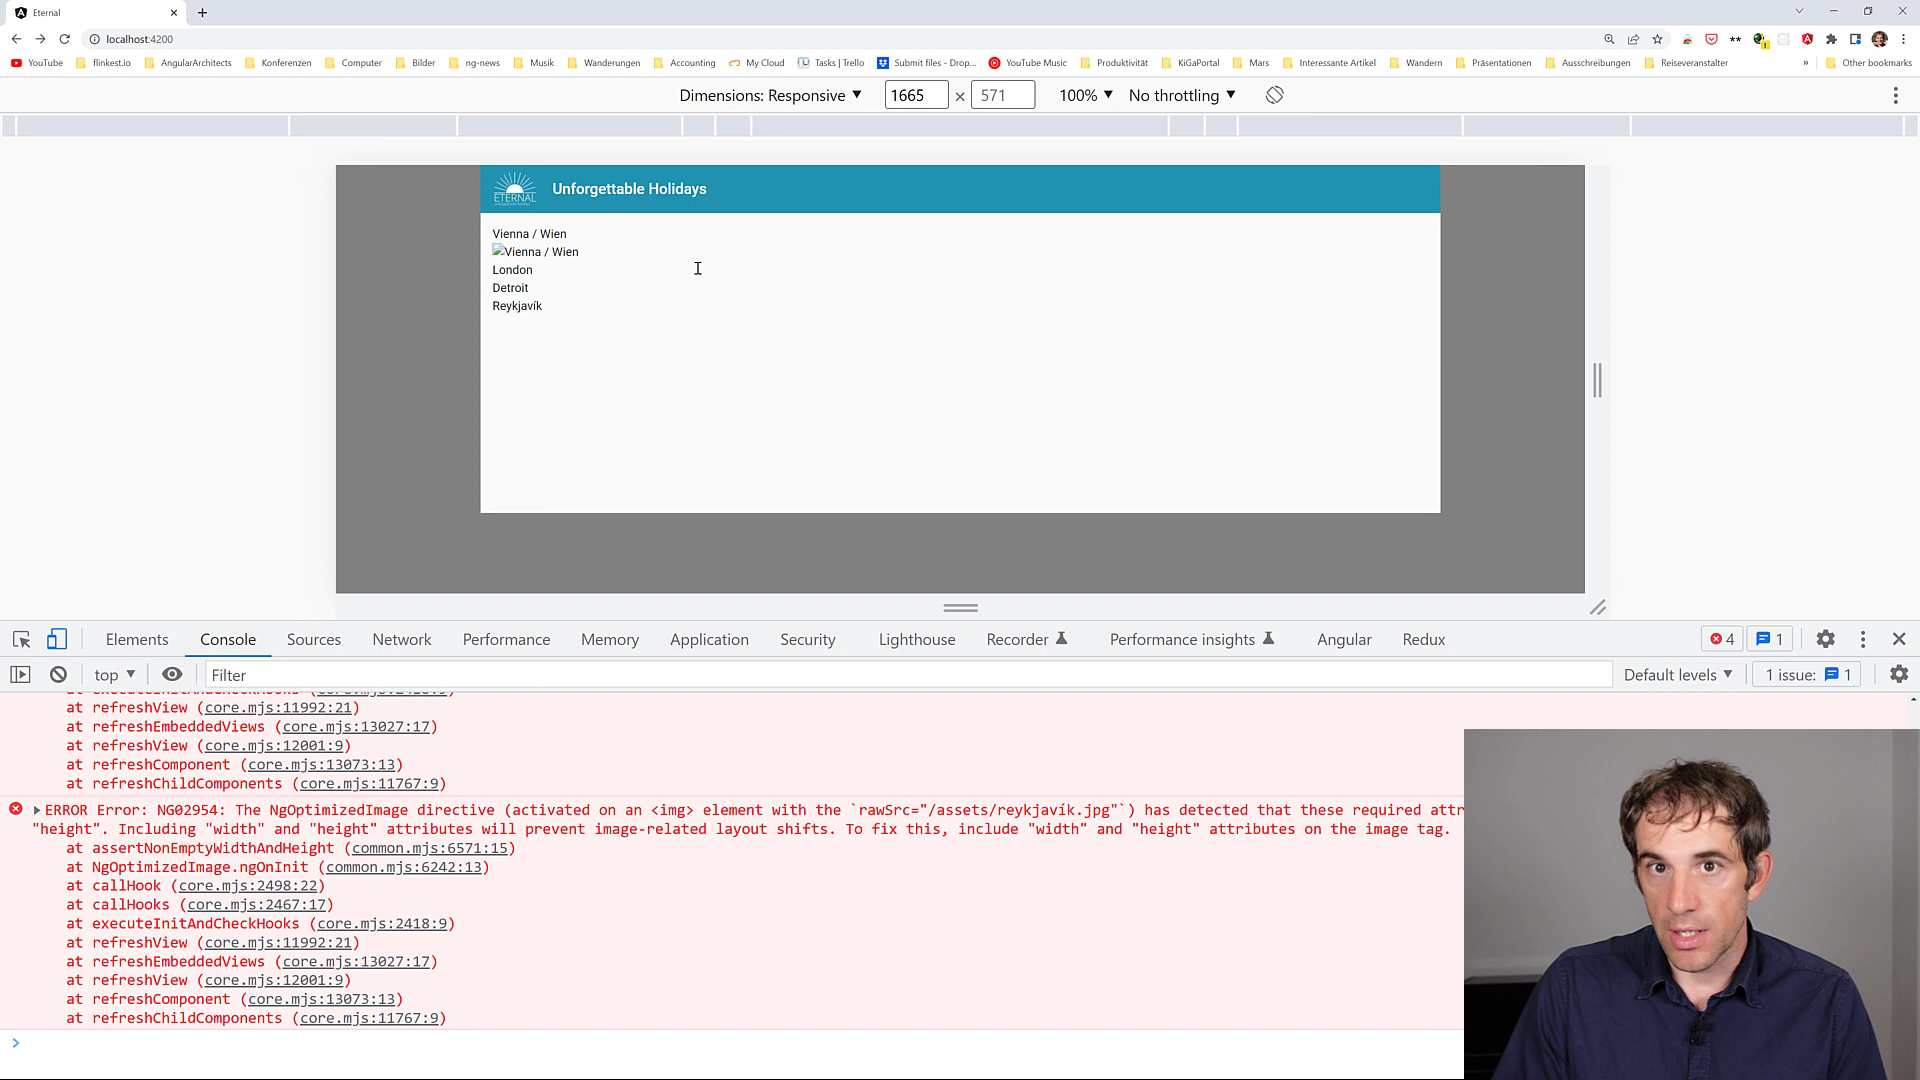 Eternal
localhost:4200
YouTube
flinkest.io
AngularArchitects
Konferenzen
Computer
Bilder
ng-news
Musik
Wanderungen
Accounting
My Cloud
Tasks | Trello
Submit files - Drop...
YouTube Music
Produktivität
KiGaPortal
Mars
Interessante Artikel
Wandern
Präsentationen
Ausschreibungen
Reiseveranstalter
»
Other bookmarks
Dimensions: Responsive
1665 × 571
100%
No throttling
ETERNAL
Unforgettable Holidays
Vienna / Wien
Vienna / Wien
London
Detroit
Reykjavík
Elements
Console
Sources
Network
Performance
Memory
Application
Security
Lighthouse
Recorder
Performance insights
Angular
Redux
4
1
top
Filter
Default levels
1 issue: 1
at refreshView (core.mjs:11992:21)
at refreshEmbeddedViews (core.mjs:13027:17)
at refreshView (core.mjs:12001:9)
at refreshComponent (core.mjs:13073:13)
at refreshChildComponents (core.mjs:11767:9)
ERROR Error: NG02954: The NgOptimizedImage directive (activated on an <img> element with the `rawSrc="/assets/reykjavík.jpg"`) has detected that these required attr
"height". Including "width" and "height" attributes will prevent image-related layout shifts. To fix this, include "width" and "height" attributes on the image tag.
at assertNonEmptyWidthAndHeight (common.mjs:6571:15)
at NgOptimizedImage.ngOnInit (common.mjs:6242:13)
at callHook (core.mjs:2498:22)
at callHooks (core.mjs:2467:17)
at executeInitAndCheckHooks (core.mjs:2418:9)
at refreshView (core.mjs:11992:21)
at refreshEmbeddedViews (core.mjs:13027:17)
at refreshView (core.mjs:12001:9)
at refreshComponent (core.mjs:13073:13)
at refreshChildComponents (core.mjs:11767:9)